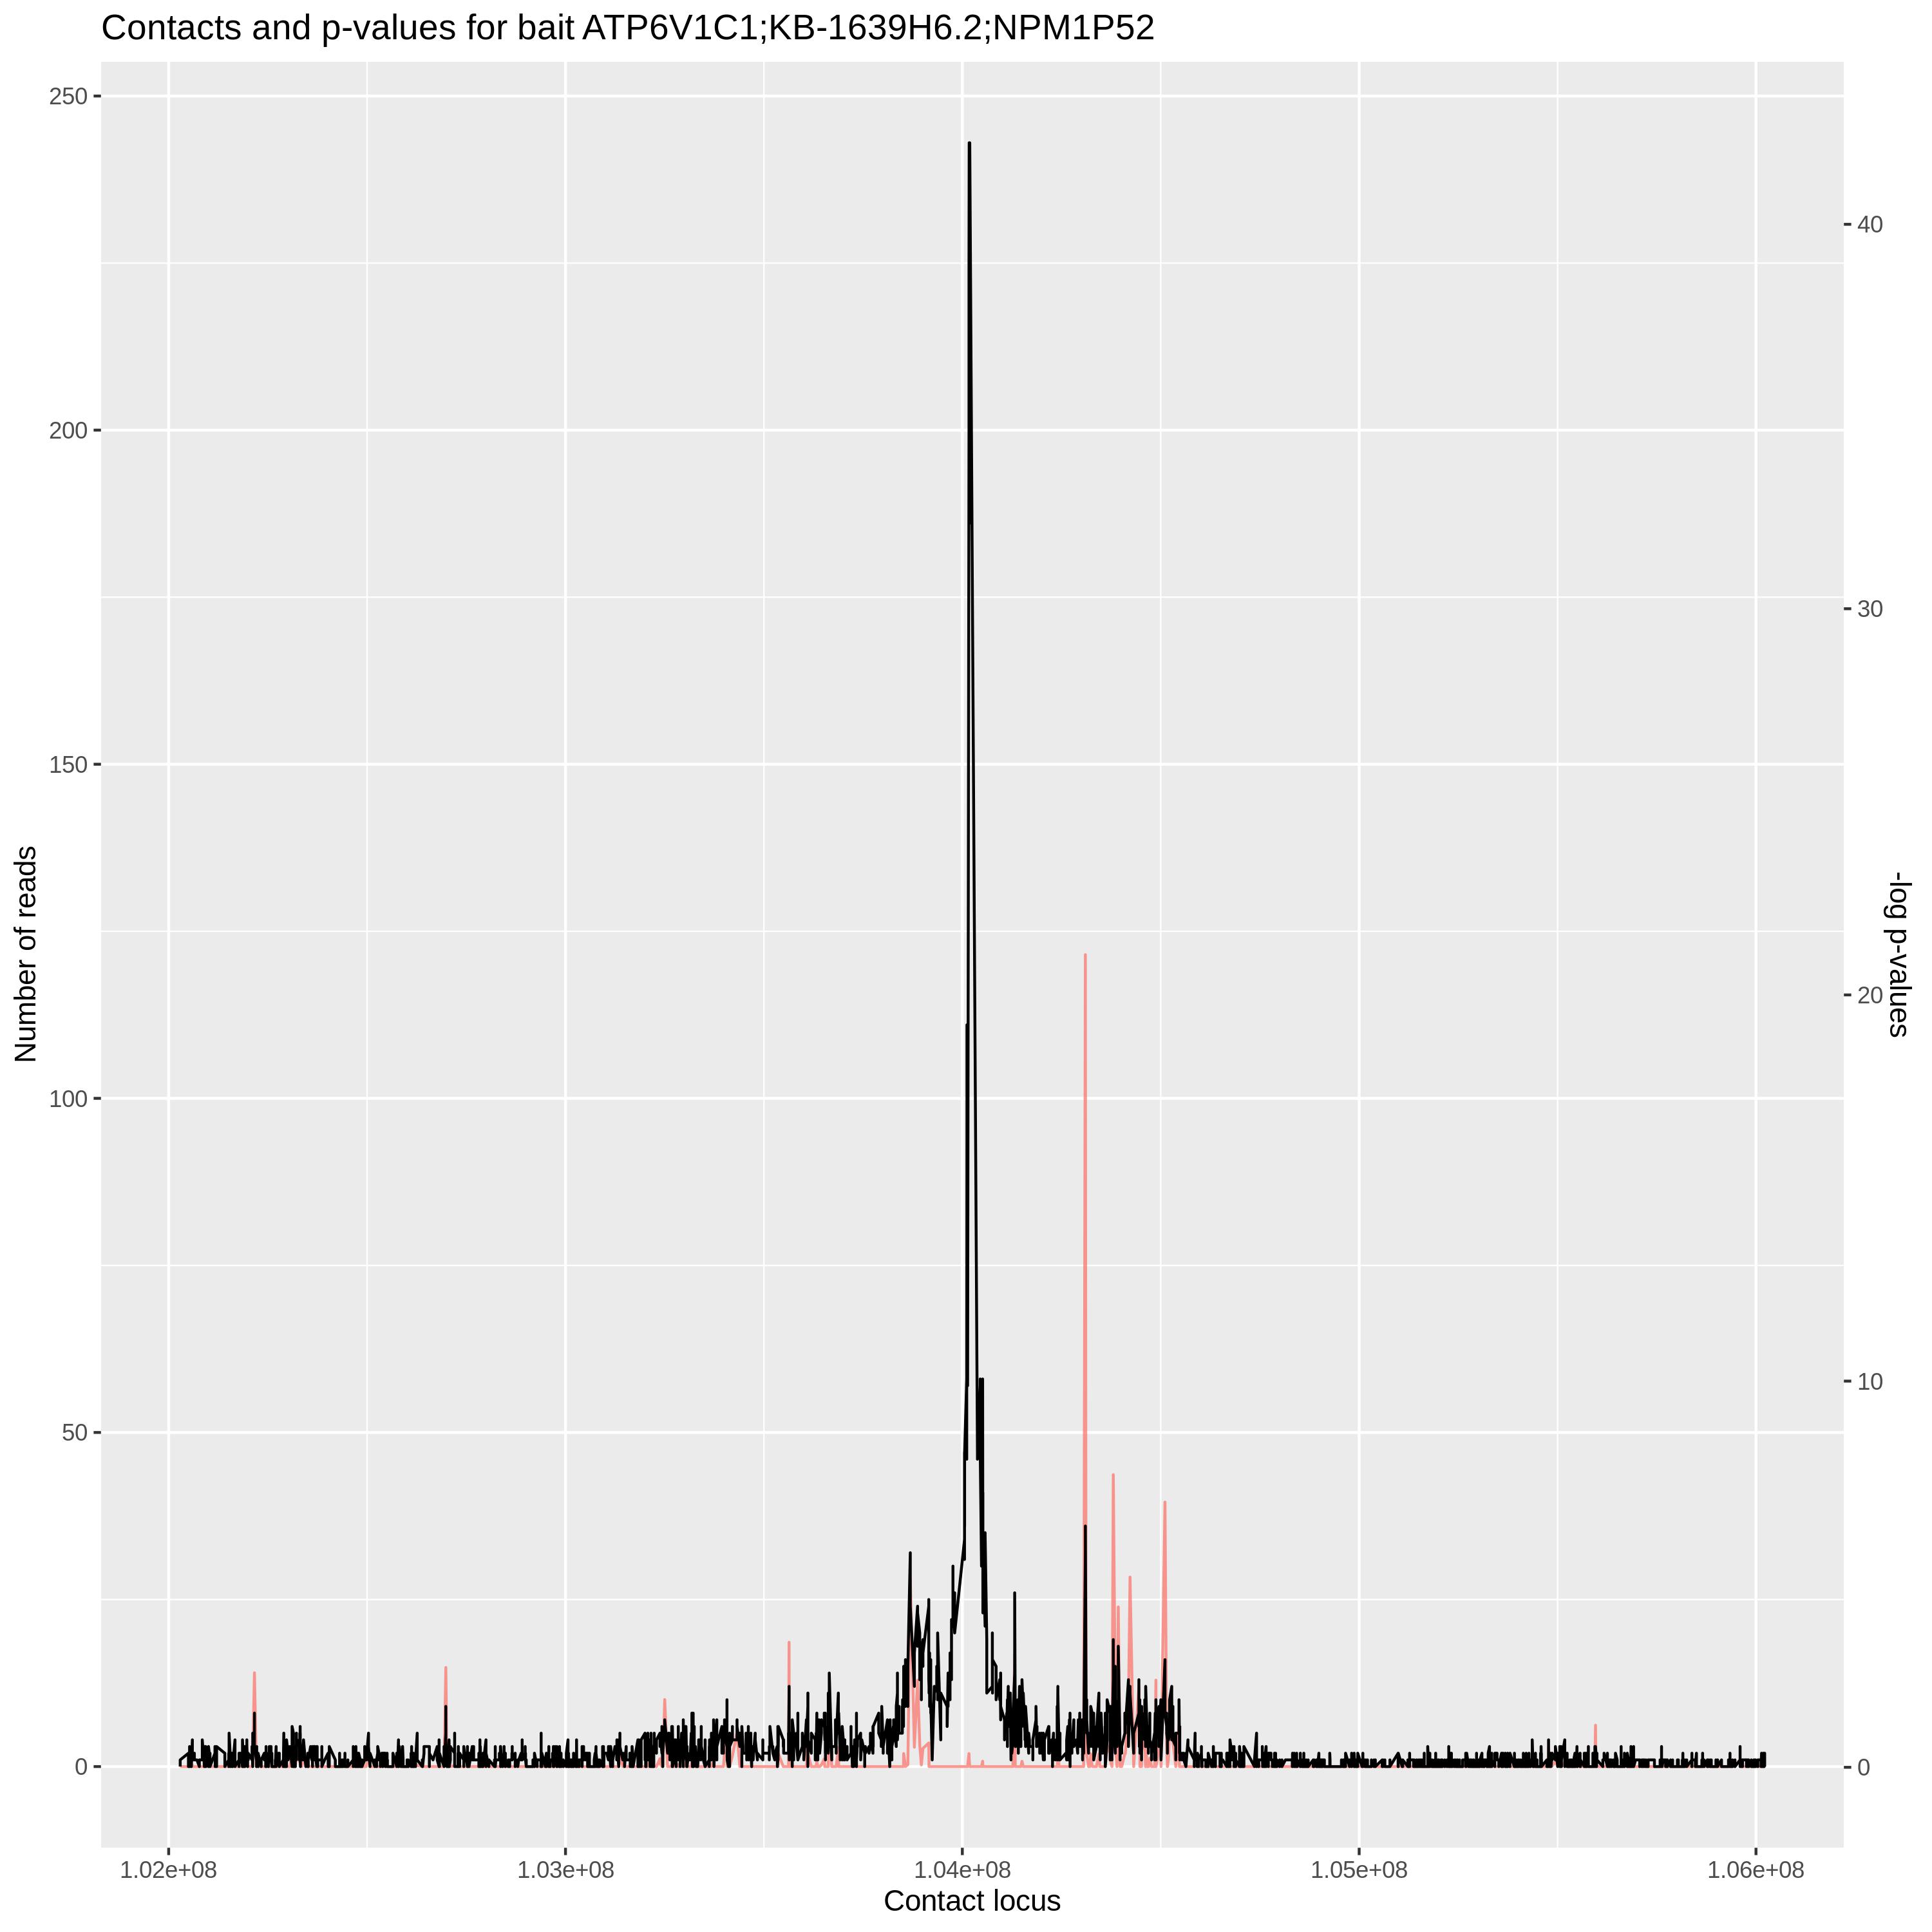 Contacts and p-values for bait ATP6V1C1;KB-1639H6.2;NPM1P52
250
200
150
100
50
0
Number of reads
40
30
20
10
0
-log p-values
1.02e+08 1.03e+08 1.04e+08 1.05e+08 1.06e+08
Contact locus